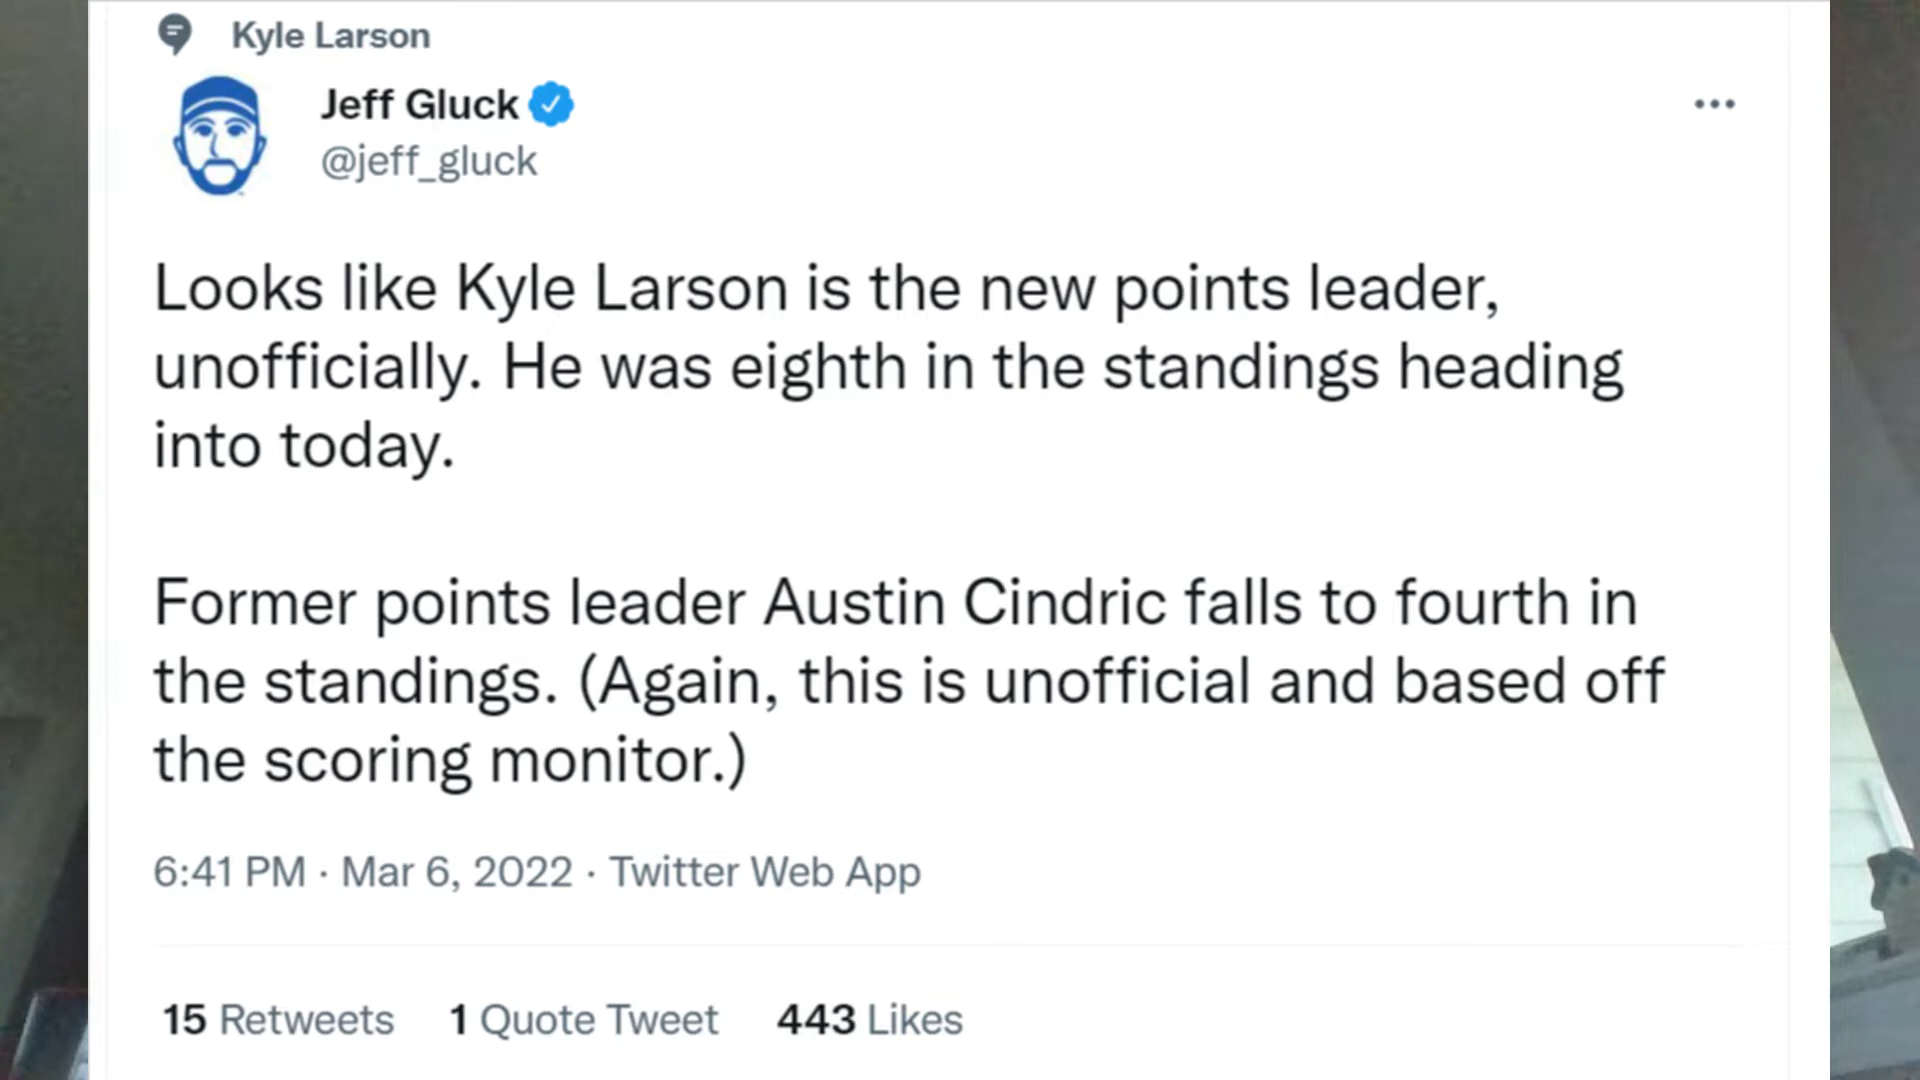 Kyle Larson
Jeff Gluck
@jeff_gluck
Looks like Kyle Larson is the new points leader,
unofficially. He was eighth in the standings heading
into today.
Former points leader Austin Cindric falls to fourth in
the standings. (Again, this is unofficial and based off
the scoring monitor.)
6:41 PM · Mar 6, 2022 · Twitter Web App
15 Retweets 1 Quote Tweet 443 Likes